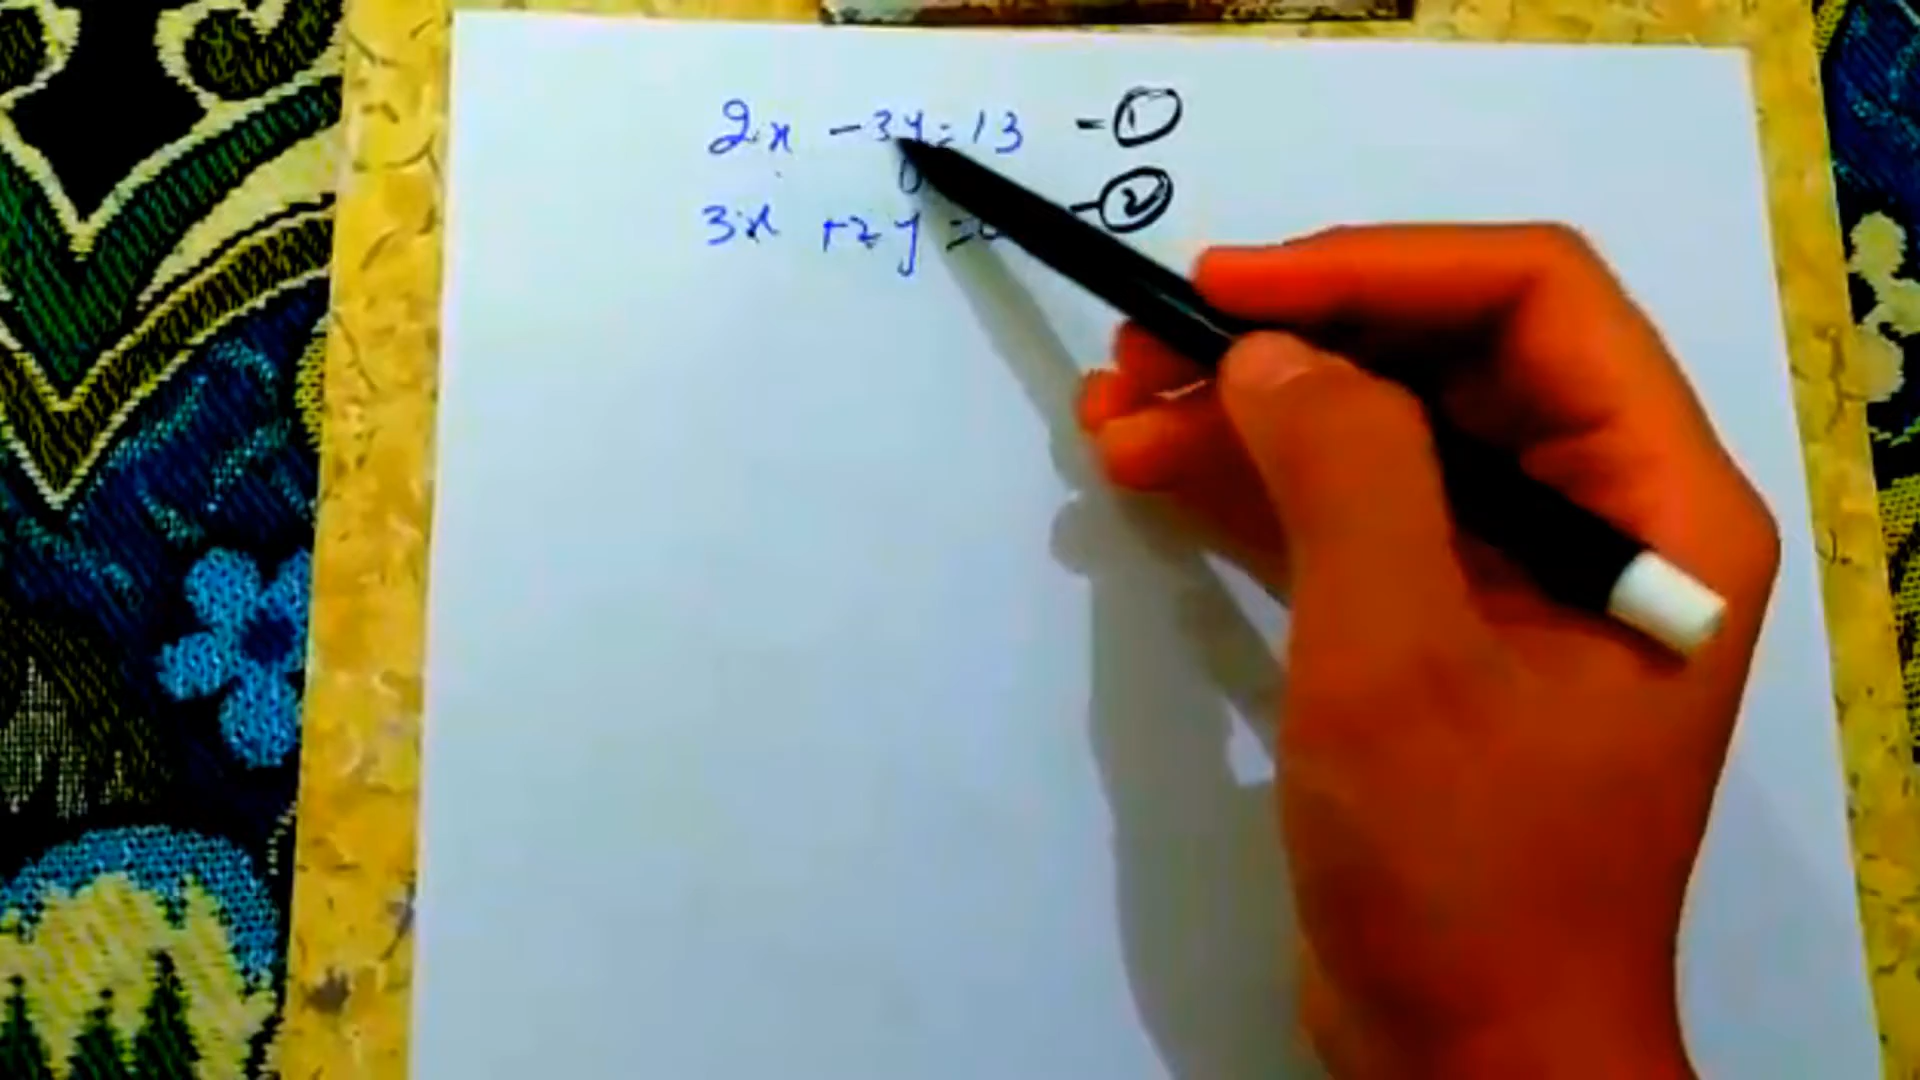 2x - 3y = 13 - ①
3x + 2y = - ②